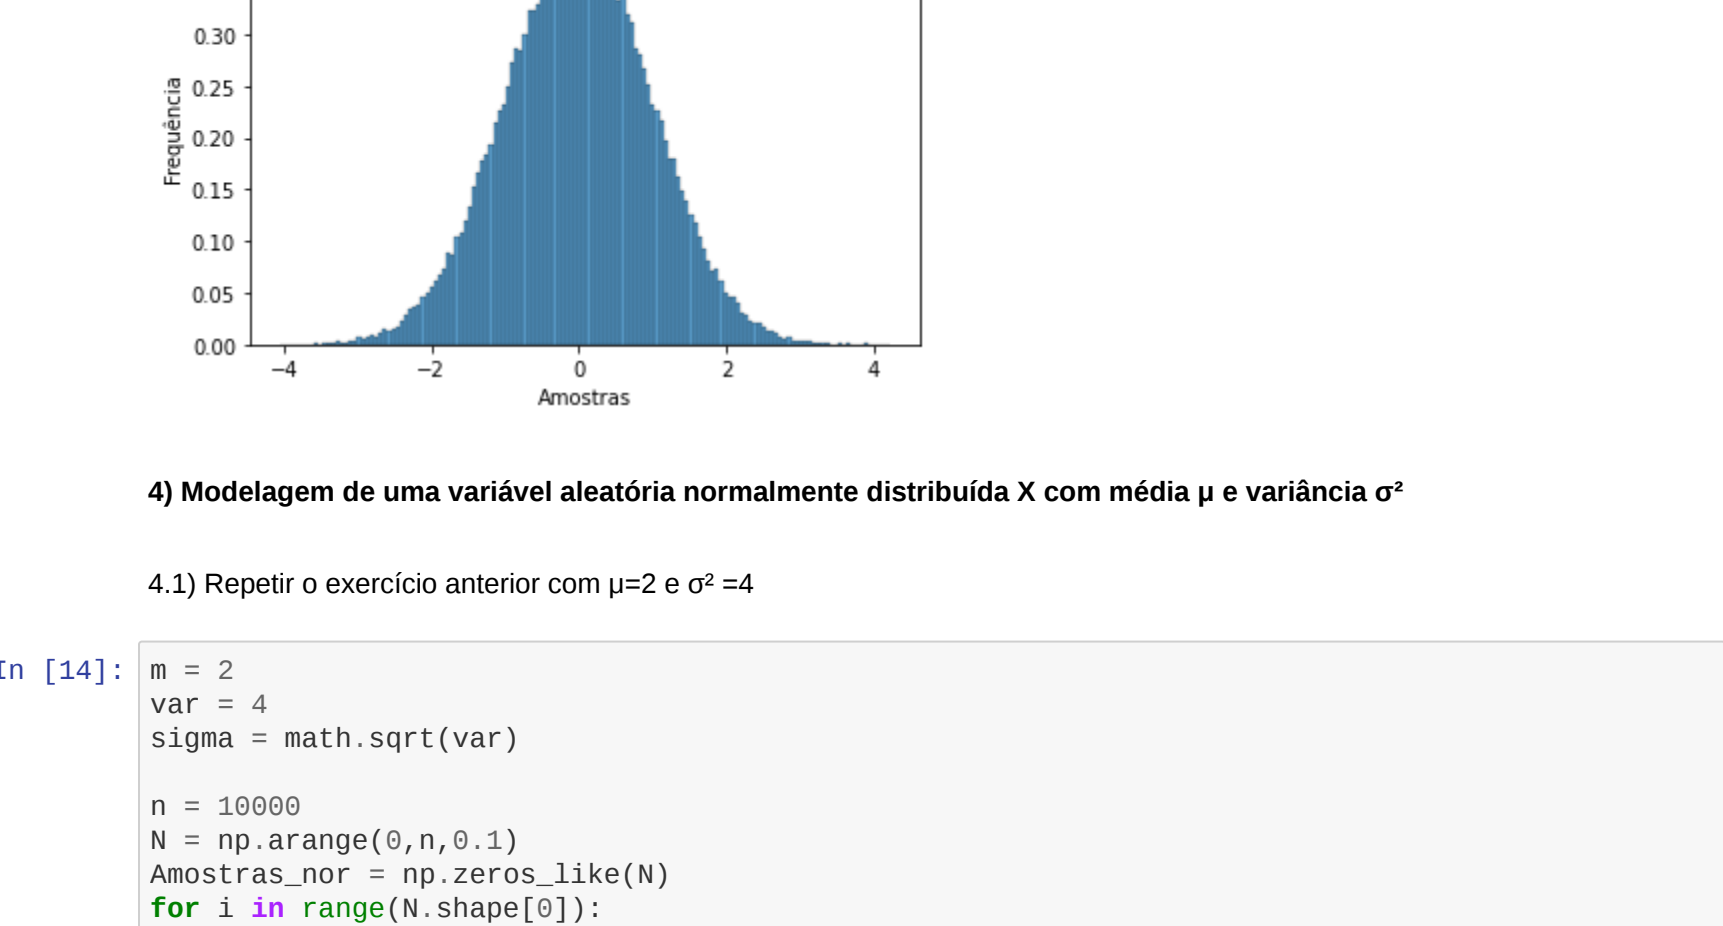 0.30
0.25
0.20
0.15
0.10
0.05
0.00
Frequência
−4 −2 0 2 4
Amostras
4) Modelagem de uma variável aleatória normalmente distribuída X com média μ e variância σ²
4.1) Repetir o exercício anterior com μ=2 e σ² =4
In [14]:
m = 2
var = 4
sigma = math.sqrt(var)
n = 10000
N = np.arange(0,n,0.1)
Amostras_nor = np.zeros_like(N)
for i in range(N.shape[0]):